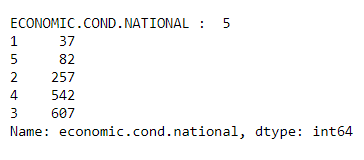 ECONOMIC.COND.NATIONAL :  5
1     37
5     82
2    257
4    542
3    607
Name: economic.cond.national, dtype: int64